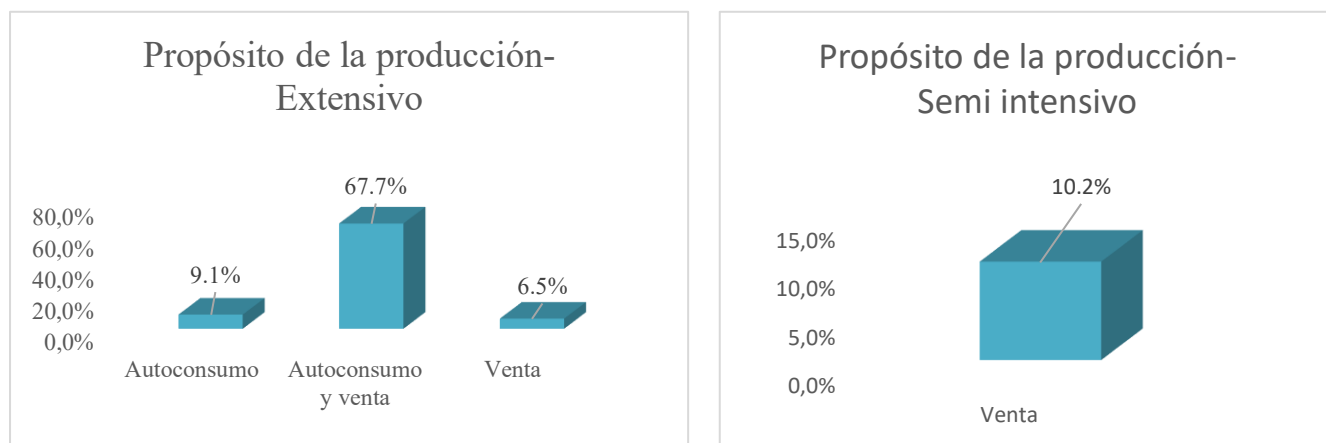 Propósito de la producción-
Extensivo
67.7%
80,0%
60,0%
40,0%
20,0%
0,0%
9.1%
6.5%
Autoconsumo
Autoconsumo
y venta
Venta
Propósito de la producción-
Semi intensivo
10.2%
15,0%
10,0%
5,0%
0,0%
Venta